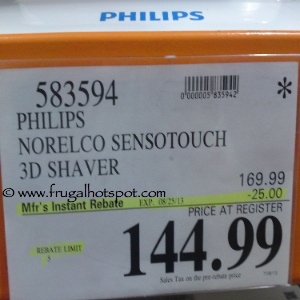 PHILIPS
583594
0000005835942
*
PHILIPS
NORELCO SENSOTOUCH
3D SHAVER
www.frugalhotspot.com
169.99
Mfr's Instant Rebate EXP. 08/25/13 -25.00
PRICE AT REGISTER
REBATE LIMIT
144.99
Sales Tax on the pre-rebate price